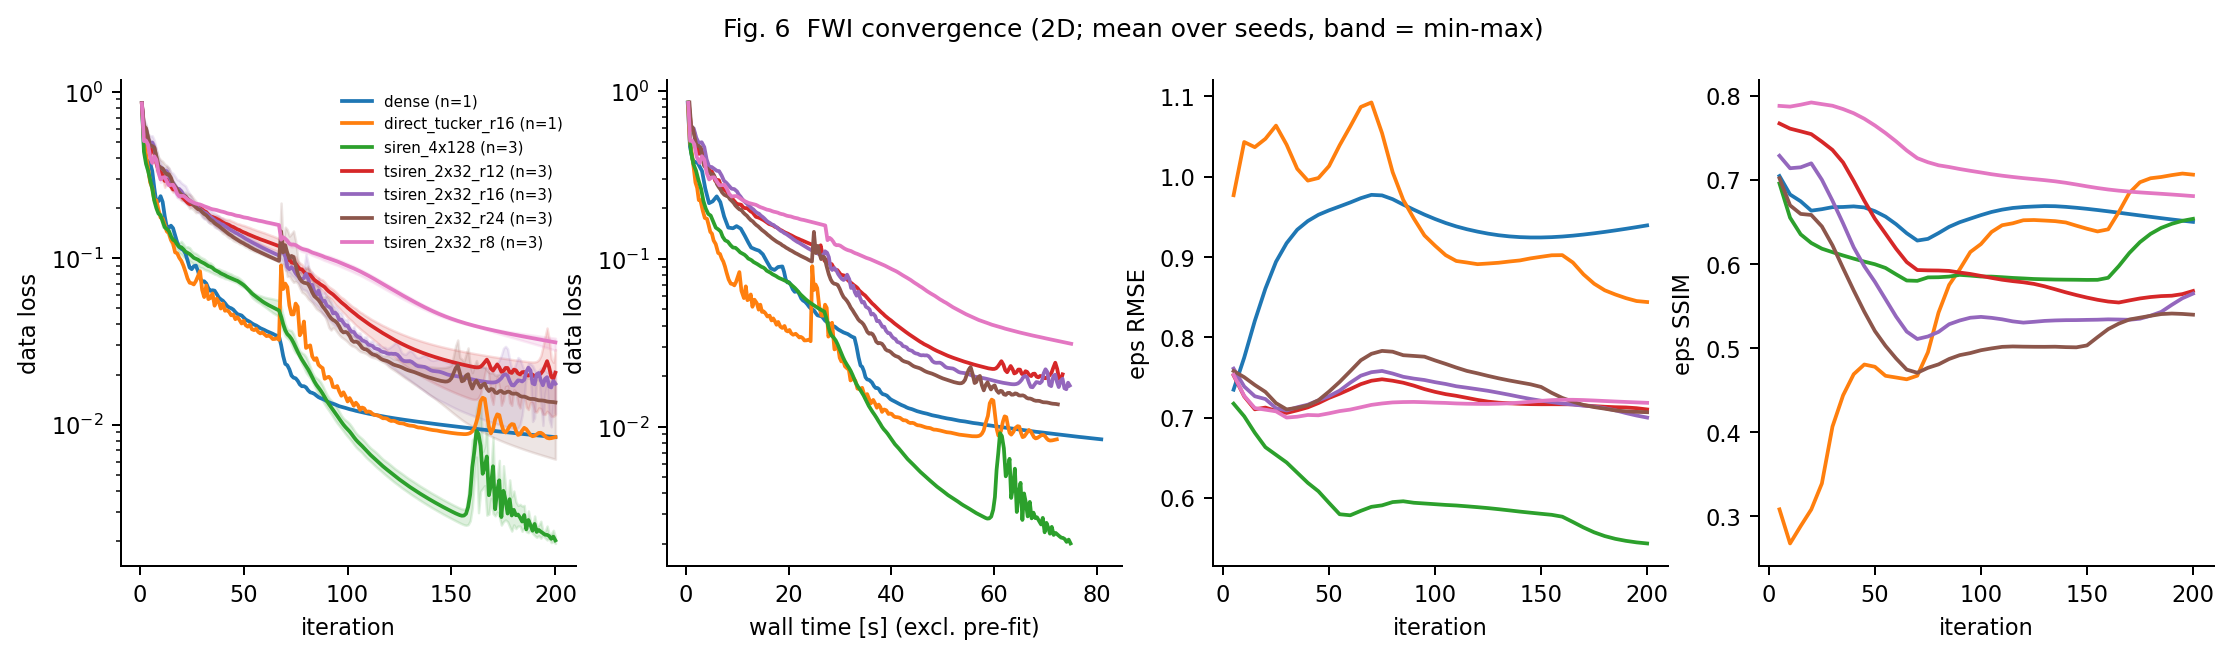 Fig. 6  FWI convergence (2D; mean over seeds, band = min-max)
data loss
10⁰
10⁻¹
10⁻²
dense (n=1)
direct_tucker_r16 (n=1)
siren_4x128 (n=3)
tsiren_2x32_r12 (n=3)
tsiren_2x32_r16 (n=3)
tsiren_2x32_r24 (n=3)
tsiren_2x32_r8 (n=3)
0 50 100 150 200
iteration
data loss
10⁰
10⁻¹
10⁻²
0 20 40 60 80
wall time [s] (excl. pre-fit)
eps RMSE
1.1
1.0
0.9
0.8
0.7
0.6
0 50 100 150 200
iteration
eps SSIM
0.8
0.7
0.6
0.5
0.4
0.3
0 50 100 150 200
iteration